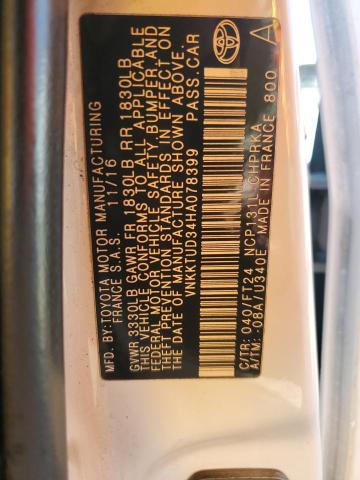 MFD. BY: TOYOTA MOTOR MANUFACTURING
FRANCE S.A.S. 11/16
GVWR 3330LB GAWR FR 1830LB RR 1830LB
THIS VEHICLE CONFORMS TO ALL APPLICABLE
FEDERAL MOTOR VEHICLE SAFETY, BUMPER, AND
THEFT PREVENTION STANDARDS IN EFFECT ON
THE DATE OF MANUFACTURE SHOWN ABOVE.
VNKKTUD34HA078399 PASS. CAR
C/TR: 040/FT24 NCP131L-CHPRKA
A/TM: -08A/U340E MADE IN FRANCE 800